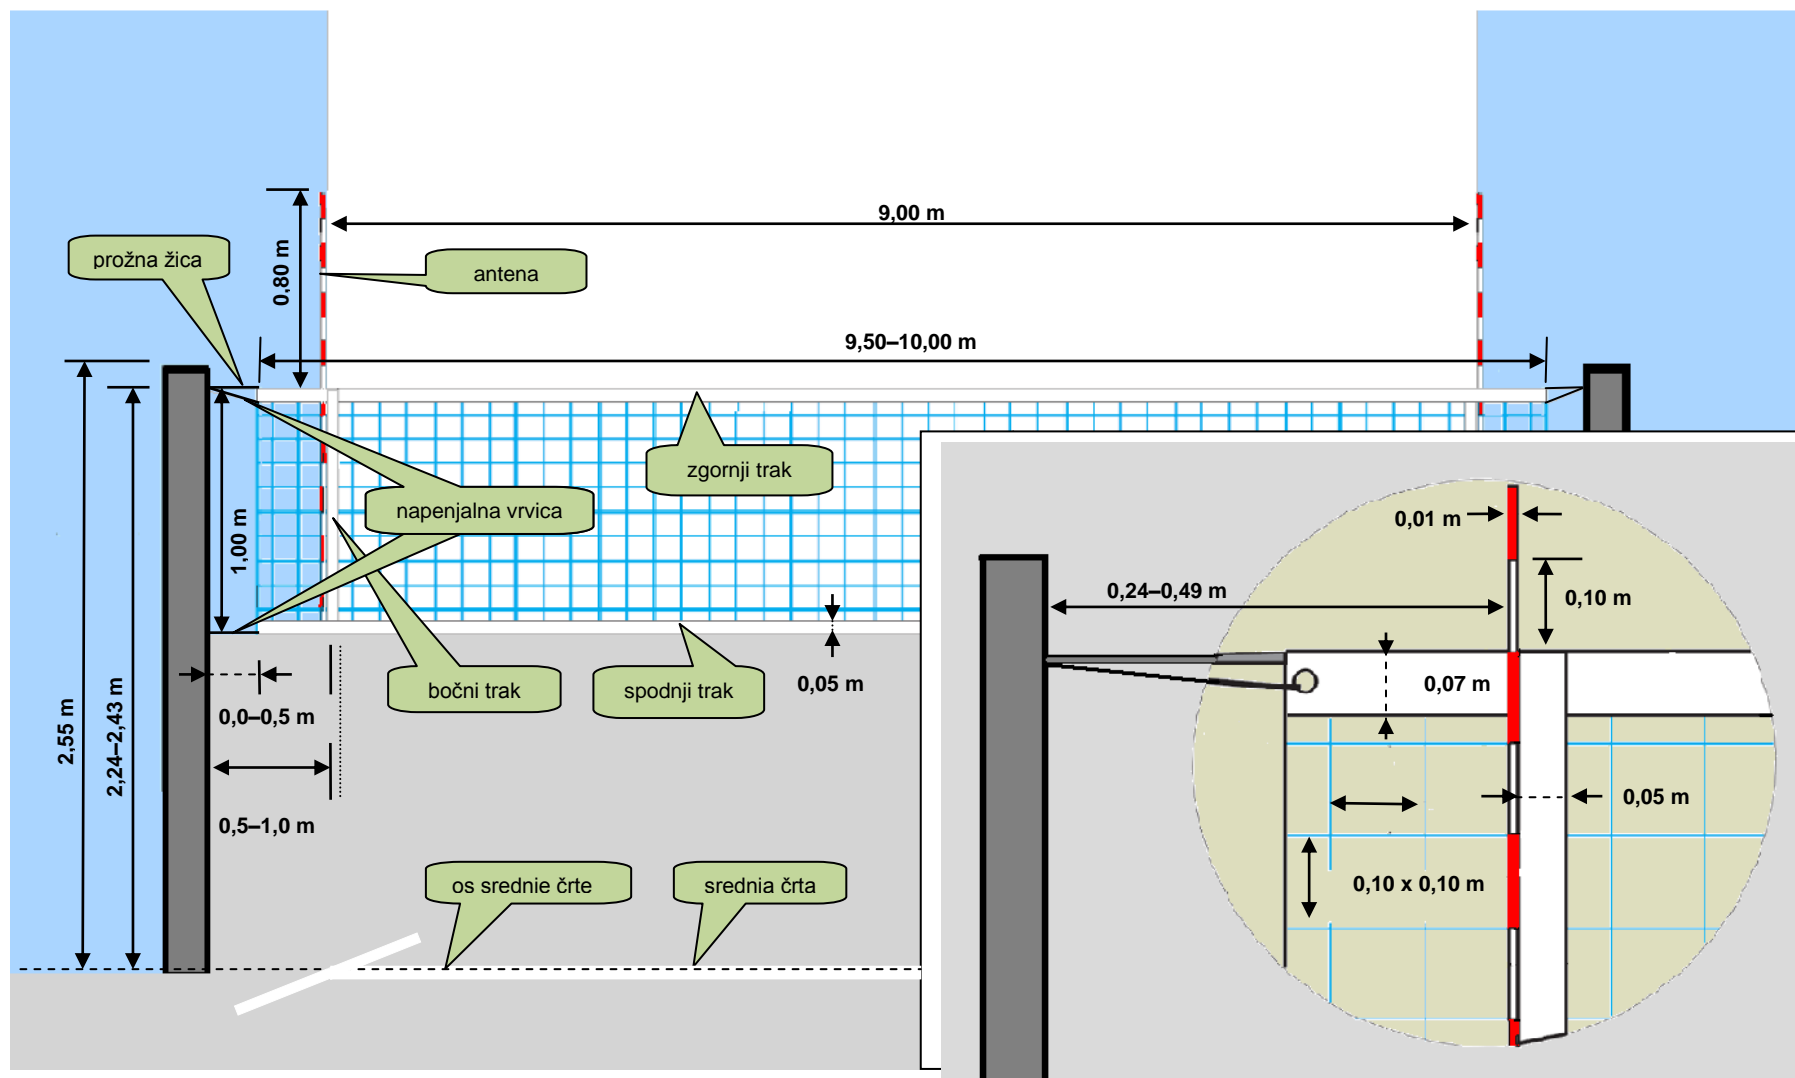 9,00 m
prožna žica
0.80 m
antena
9,50–10,00 m
zgornji trak
napenjalna vrvica
1,00 m
0,01 m
0,24–0,49 m
0,10 m
0,07 m
bočni trak
spodnji trak
0,05 m
0,0–0,5 m
2,55 m
2,24–2,43 m
0,5–1,0 m
0,05 m
0,10 x 0,10 m
os srednie črte
srednia črta